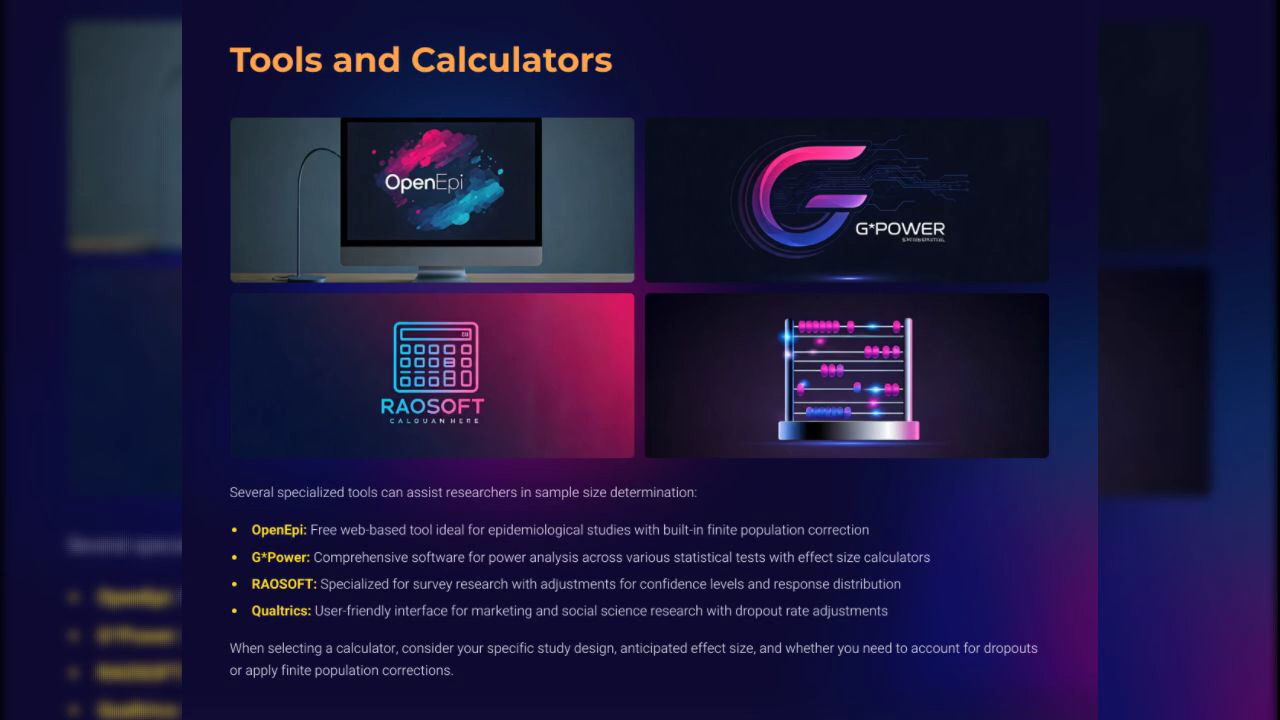 Tools and Calculators
OpenEpi
G*POWER
RAOSOFT
CALOUAN HERE
Several specialized tools can assist researchers in sample size determination:
• OpenEpi: Free web-based tool ideal for epidemiological studies with built-in finite population correction
• G*Power: Comprehensive software for power analysis across various statistical tests with effect size calculators
• RAOSOFT: Specialized for survey research with adjustments for confidence levels and response distribution
• Qualtrics: User-friendly interface for marketing and social science research with dropout rate adjustments
When selecting a calculator, consider your specific study design, anticipated effect size, and whether you need to account for dropouts
or apply finite population corrections.